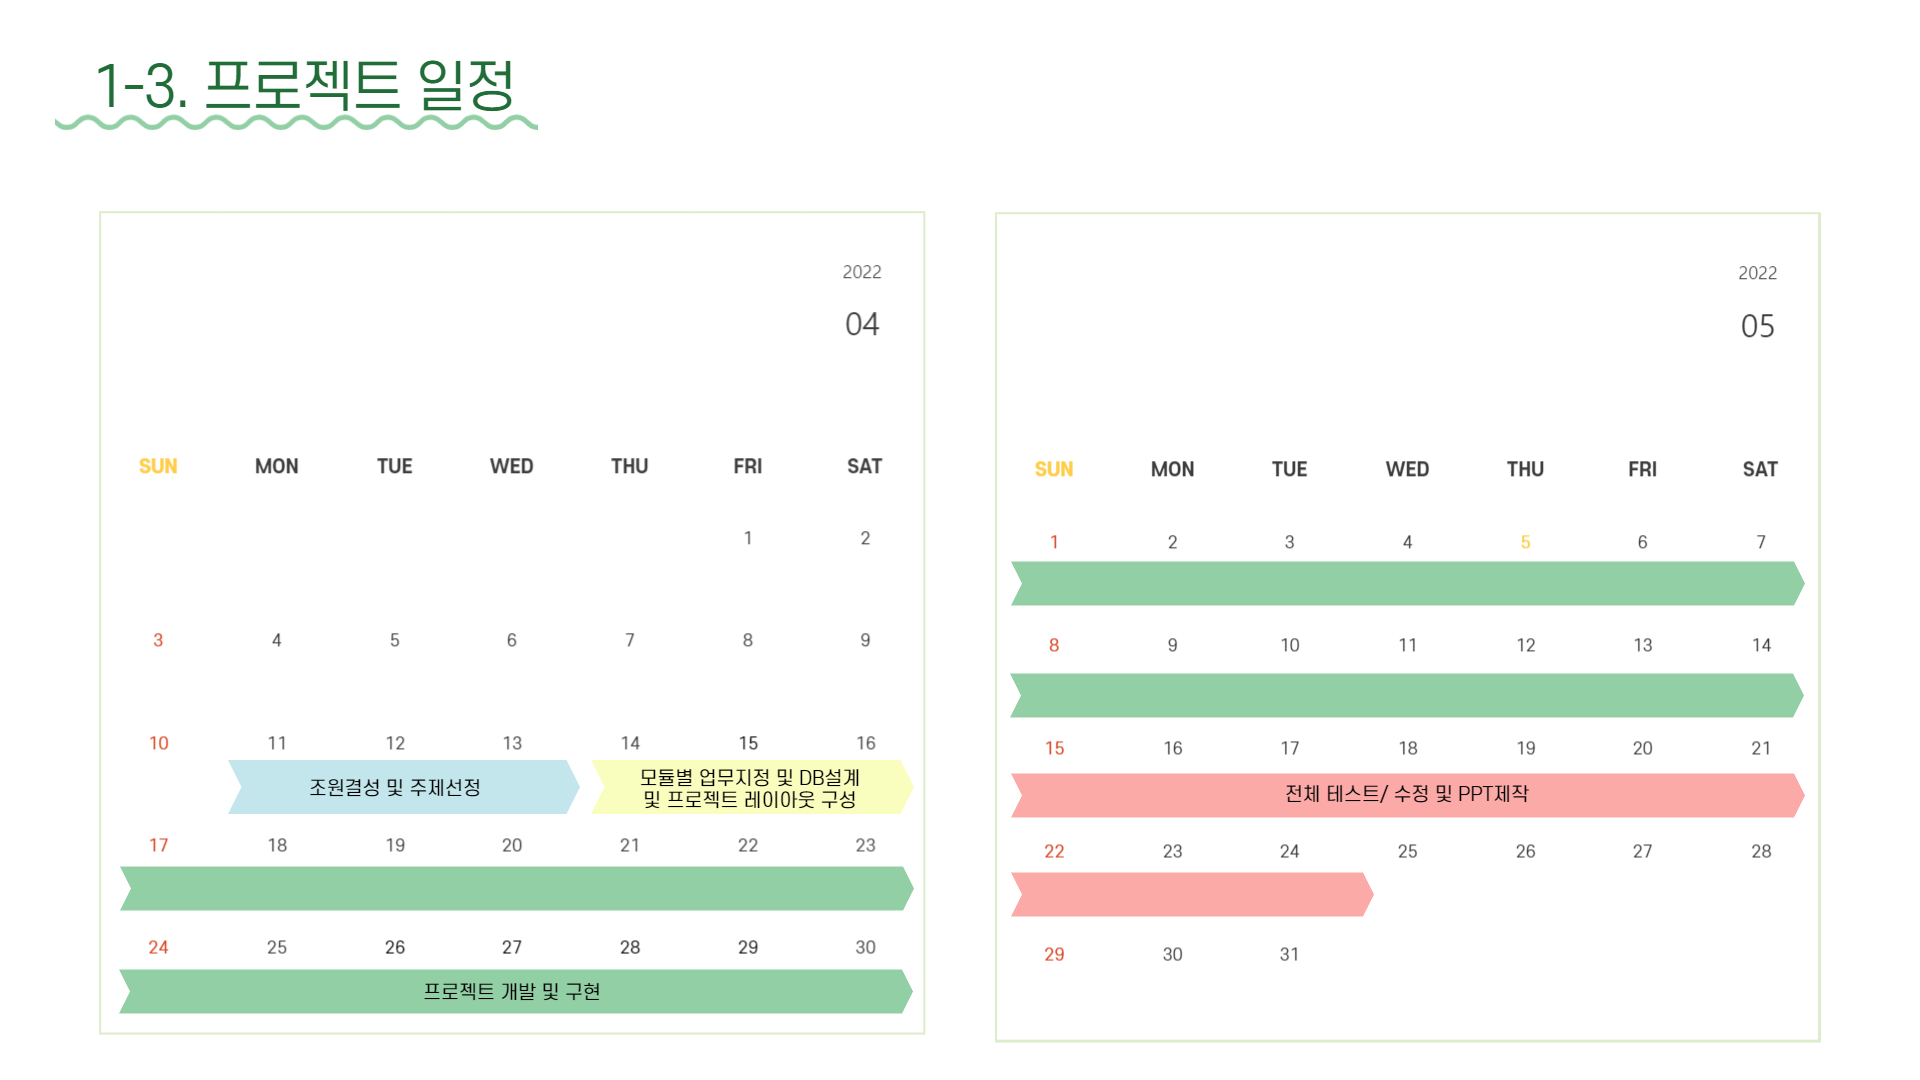 1-3. 프로젝트 일정
2022
04
SUN MON TUE WED THU FRI SAT
1 2
3 4 5 6 7 8 9
10 11 12 13 14 15 16
조원결성 및 주제선정
모듈별 업무지정 및 DB설계
및 프로젝트 레이아웃 구성
17 18 19 20 21 22 23
24 25 26 27 28 29 30
프로젝트 개발 및 구현
2022
05
SUN MON TUE WED THU FRI SAT
1 2 3 4 5 6 7
8 9 10 11 12 13 14
15 16 17 18 19 20 21
전체 테스트/ 수정 및 PPT제작
22 23 24 25 26 27 28
29 30 31